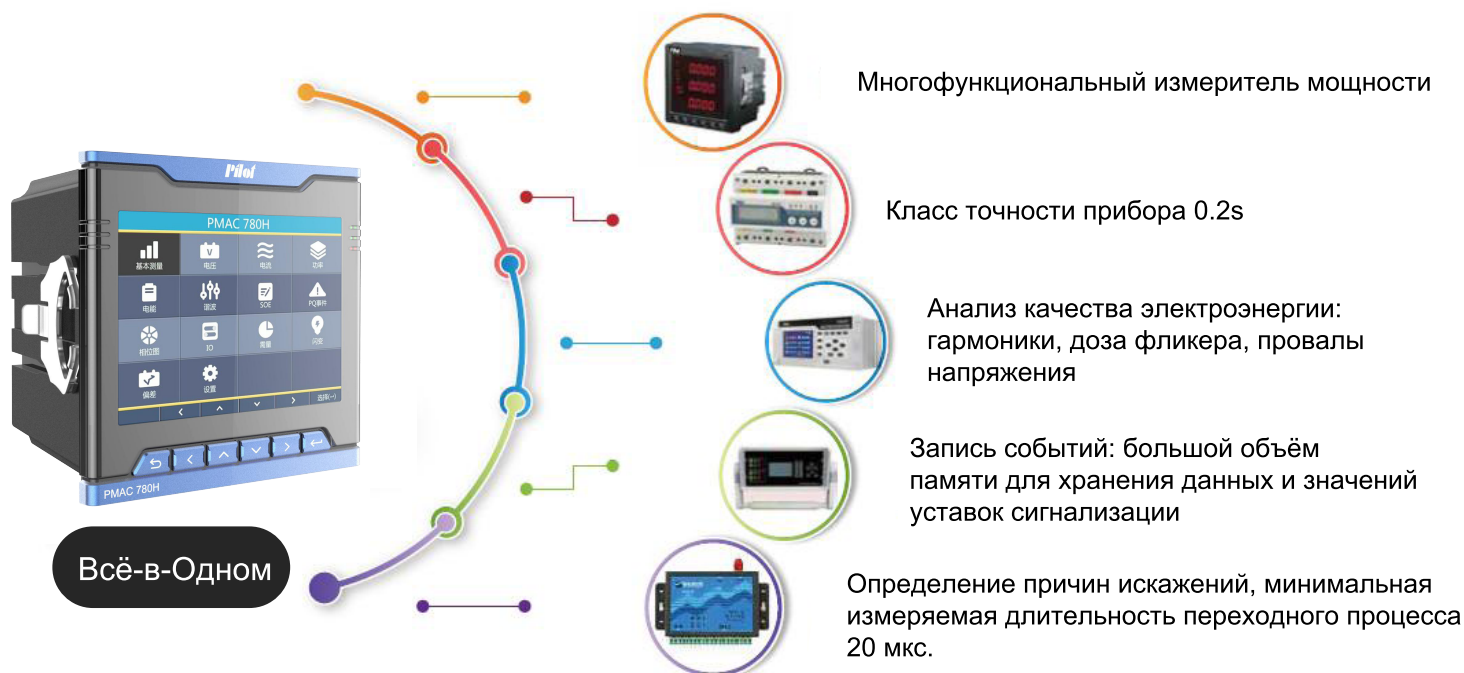 Pilot
PMAC 780H
基本测量
电压
电流
功率
电能
谐波
SOE
PQ事件
相位图
IO
需量
闪变
偏差
设置
选择(↵)
PMAC 780H
Всё-в-Одном
Многофункциональный измеритель мощности
Класс точности прибора 0.2s
Анализ качества электроэнергии:
гармоники, доза фликера, провалы
напряжения
Запись событий: большой объём
памяти для хранения данных и значений
уставок сигнализации
Определение причин искажений, минимальная
измеряемая длительность переходного процесса
20 мкс.